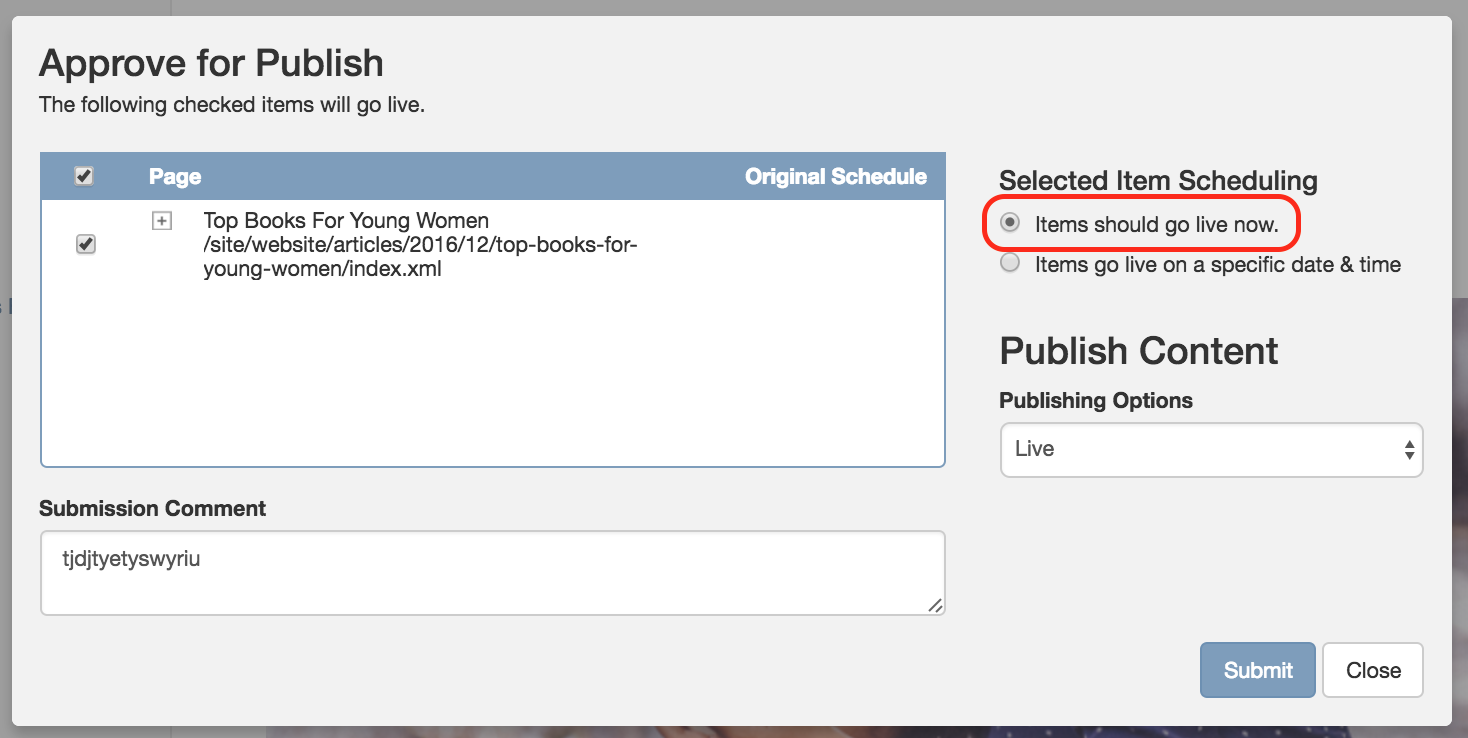 Approve for Publish
The following checked items will go live.
Page
Original Schedule
Top Books For Young Women
/site/website/articles/2016/12/top-books-for-
young-women/index.xml
Submission Comment
tjdjtyetyswyriu
Selected Item Scheduling
Items should go live now.
Items go live on a specific date & time
Publish Content
Publishing Options
Live
Submit
Close